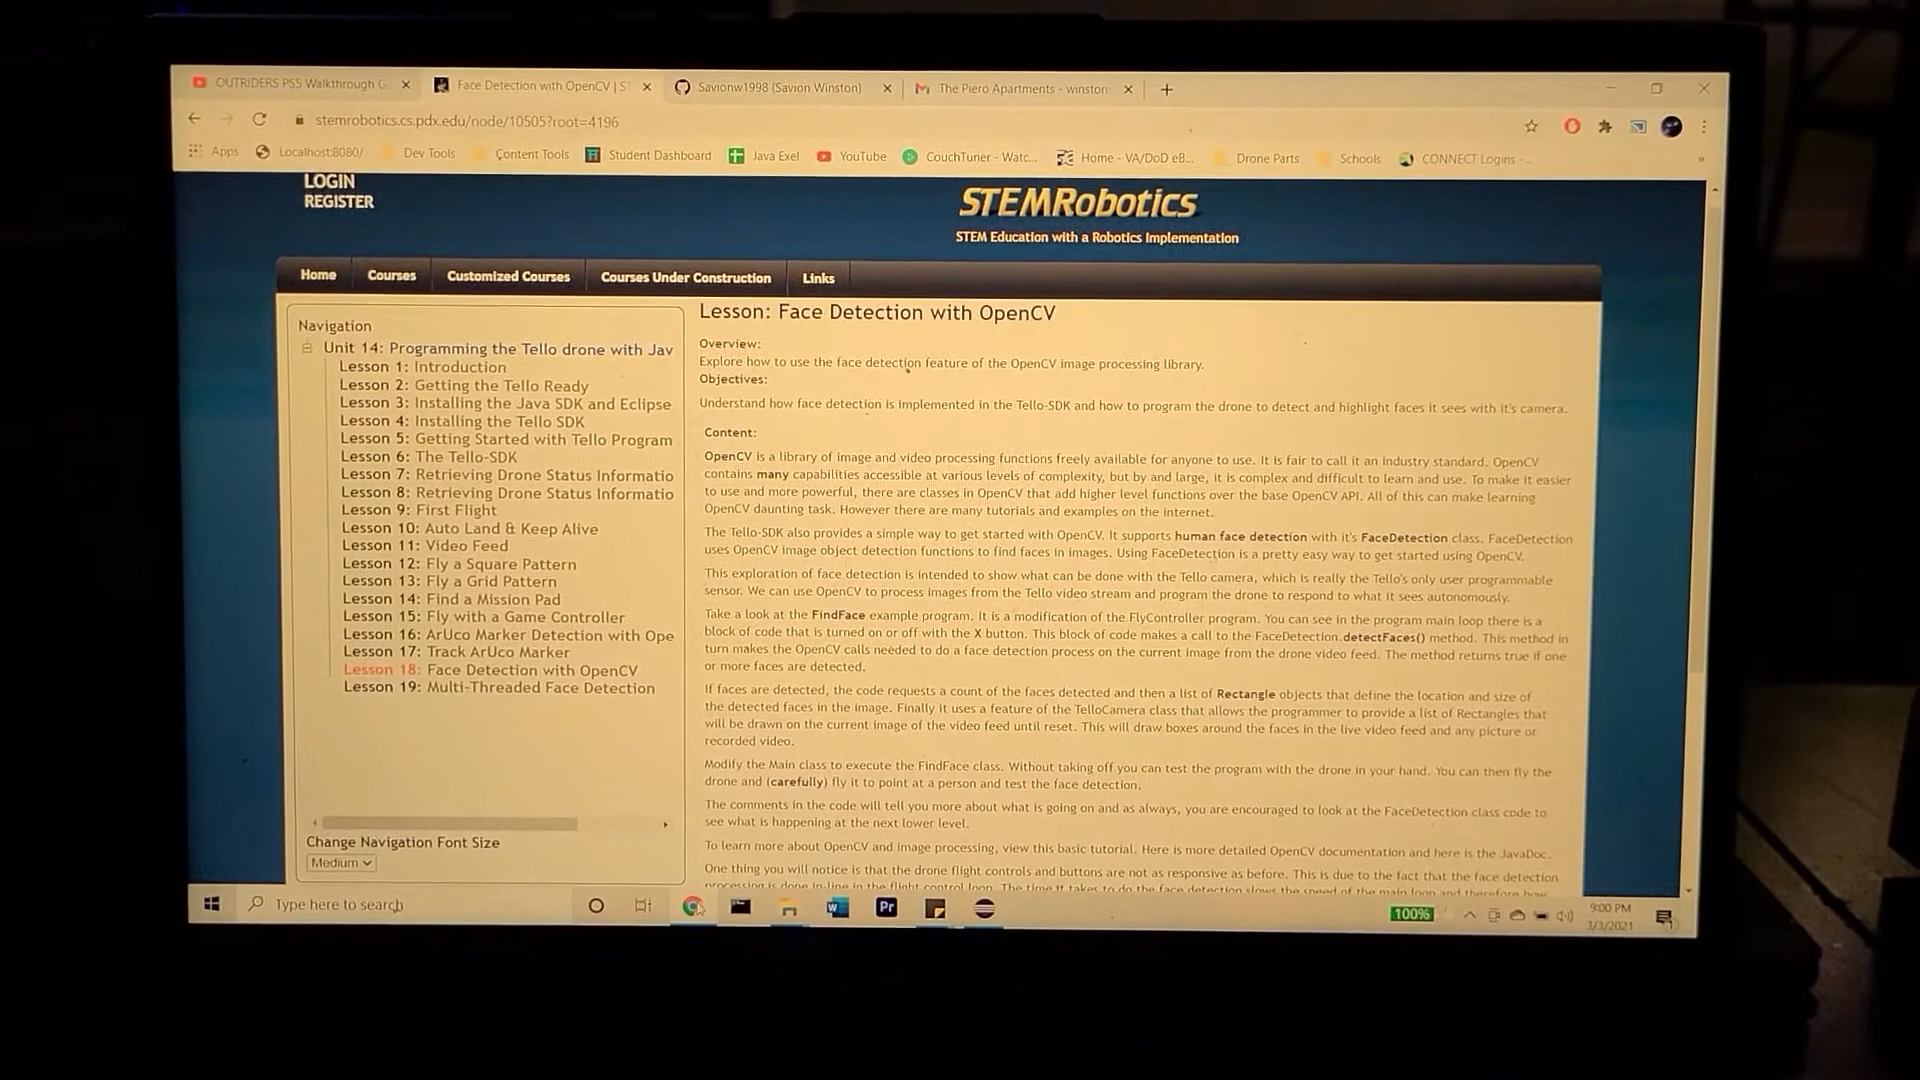 OUTRIDERS PS5 Walkthrough G
Face Detection with OpenCV | S
Savionw1998 (Savion Winston)
The Piero Apartments - winston
stemrobotics.cs.pdx.edu/node/10505?root=4196
Apps
Localhost:8080/
Dev Tools
Content Tools
Student Dashboard
Java Exel
YouTube
CouchTuner - Watc...
Home - VA/DoD eB...
Drone Parts
Schools
CONNECT Logins -...
LOGIN
REGISTER
STEMRobotics
STEM Education with a Robotics Implementation
Home
Courses
Customized Courses
Courses Under Construction
Links
Navigation
Unit 14: Programming the Tello drone with Jav
Lesson 1: Introduction
Lesson 2: Getting the Tello Ready
Lesson 3: Installing the Java SDK and Eclipse
Lesson 4: Installing the Tello SDK
Lesson 5: Getting Started with Tello Program
Lesson 6: The Tello-SDK
Lesson 7: Retrieving Drone Status Informatio
Lesson 8: Retrieving Drone Status Informatio
Lesson 9: First Flight
Lesson 10: Auto Land & Keep Alive
Lesson 11: Video Feed
Lesson 12: Fly a Square Pattern
Lesson 13: Fly a Grid Pattern
Lesson 14: Find a Mission Pad
Lesson 15: Fly with a Game Controller
Lesson 16: ArUco Marker Detection with Ope
Lesson 17: Track ArUco Marker
Lesson 18: Face Detection with OpenCV
Lesson 19: Multi-Threaded Face Detection
Change Navigation Font Size
Medium
Lesson: Face Detection with OpenCV
Overview:
Explore how to use the face detection feature of the OpenCV image processing library.
Objectives:
Understand how face detection is implemented in the Tello-SDK and how to program the drone to detect and highlight faces it sees with it's camera.
Content:
OpenCV is a library of image and video processing functions freely available for anyone to use. It is fair to call it an industry standard. OpenCV
contains many capabilities accessible at various levels of complexity, but by and large, it is complex and difficult to learn and use. To make it easier
to use and more powerful, there are classes in OpenCV that add higher level functions over the base OpenCV API. All of this can make learning
OpenCV daunting task. However there are many tutorials and examples on the internet.
The Tello-SDK also provides a simple way to get started with OpenCV. It supports human face detection with it's FaceDetection class. FaceDetection
uses OpenCV image object detection functions to find faces in images. Using FaceDetection is a pretty easy way to get started using OpenCV.
This exploration of face detection is intended to show what can be done with the Tello camera, which is really the Tello's only user programmable
sensor. We can use OpenCV to process images from the Tello video stream and program the drone to respond to what it sees autonomously.
Take a look at the FindFace example program. It is a modification of the FlyController program. You can see in the program main loop there is a
block of code that is turned on or off with the X button. This block of code makes a call to the FaceDetection.detectFaces() method. This method in
turn makes the OpenCV calls needed to do a face detection process on the current image from the drone video feed. The method returns true if one
or more faces are detected.
If faces are detected, the code requests a count of the faces detected and then a list of Rectangle objects that define the location and size of
the detected faces in the image. Finally it uses a feature of the TelloCamera class that allows the programmer to provide a list of Rectangles that
will be drawn on the current image of the video feed until reset. This will draw boxes around the faces in the live video feed and any picture or
recorded video.
Modify the Main class to execute the FindFace class. Without taking off you can test the program with the drone in your hand. You can then fly the
drone and (carefully) fly it to point at a person and test the face detection.
The comments in the code will tell you more about what is going on and as always, you are encouraged to look at the FaceDetection class code to
see what is happening at the next lower level.
To learn more about OpenCV and image processing, view this basic tutorial. Here is more detailed OpenCV documentation and here is the JavaDoc.
One thing you will notice is that the drone flight controls and buttons are not as responsive as before. This is due to the fact that the face detection
processing is done in-line in the flight control loop. The time it takes to do the face detection slows the speed of the main loop and therefore how
Type here to search
W
Pr
100%
9:00 PM
3/3/2021
1